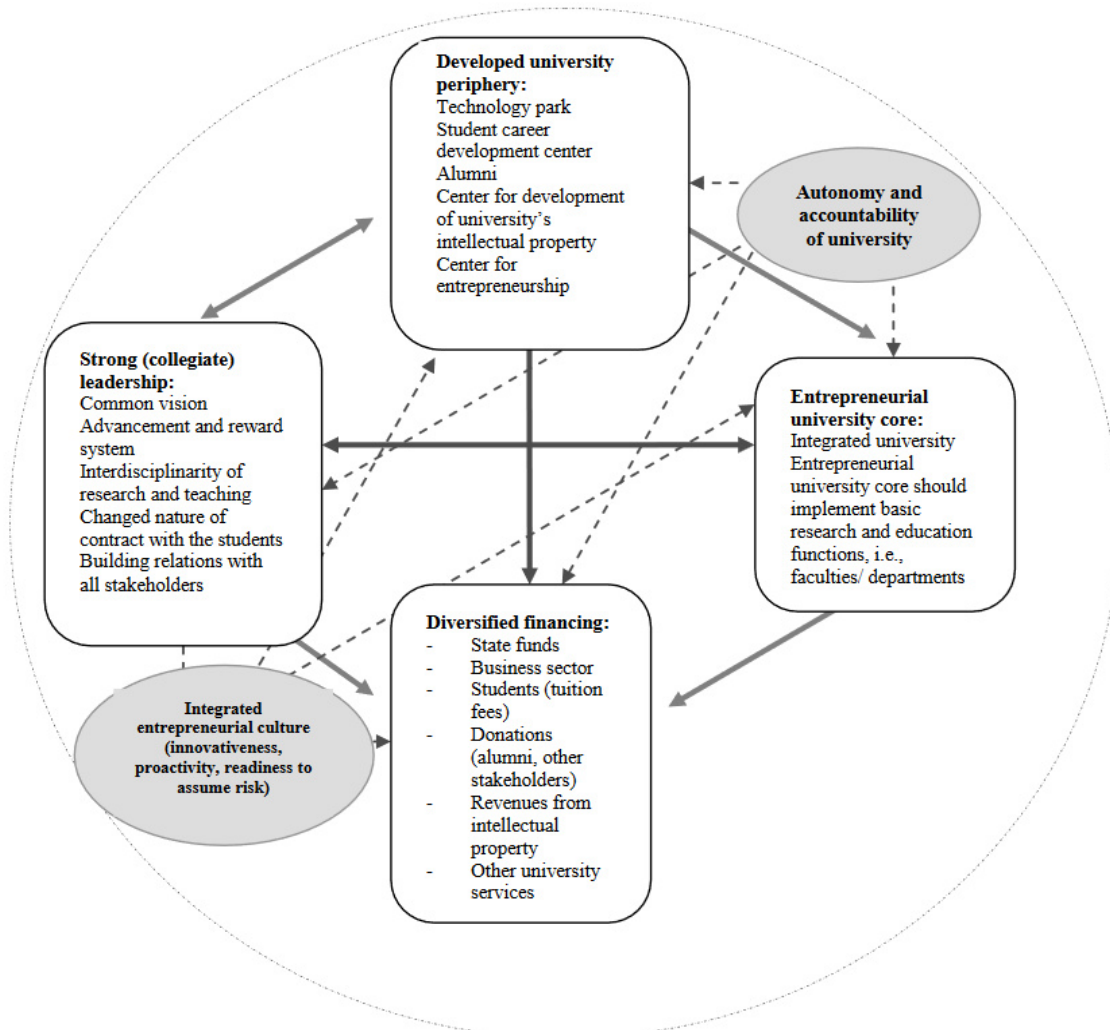 Developed university
periphery:
Technology park
Student career
development center
Alumni
Center for development
of university’s
intellectual property
Center for
entrepreneurship
Autonomy and
accountability
of university
Strong (collegiate)
leadership:
Common vision
Advancement and reward
system
Interdisciplinarity of
research and teaching
Changed nature of
contract with the students
Building relations with
all stakeholders
Entrepreneurial
university core:
Integrated university
Entrepreneurial
university core should
implement basic
research and education
functions, i.e.,
faculties/ departments
Integrated
entrepreneurial culture
(innovativeness,
proactivity, readiness to
assume risk)
Diversified financing:
- State funds
- Business sector
- Students (tuition
fees)
- Donations
(alumni, other
stakeholders)
- Revenues from
intellectual
property
- Other university
services